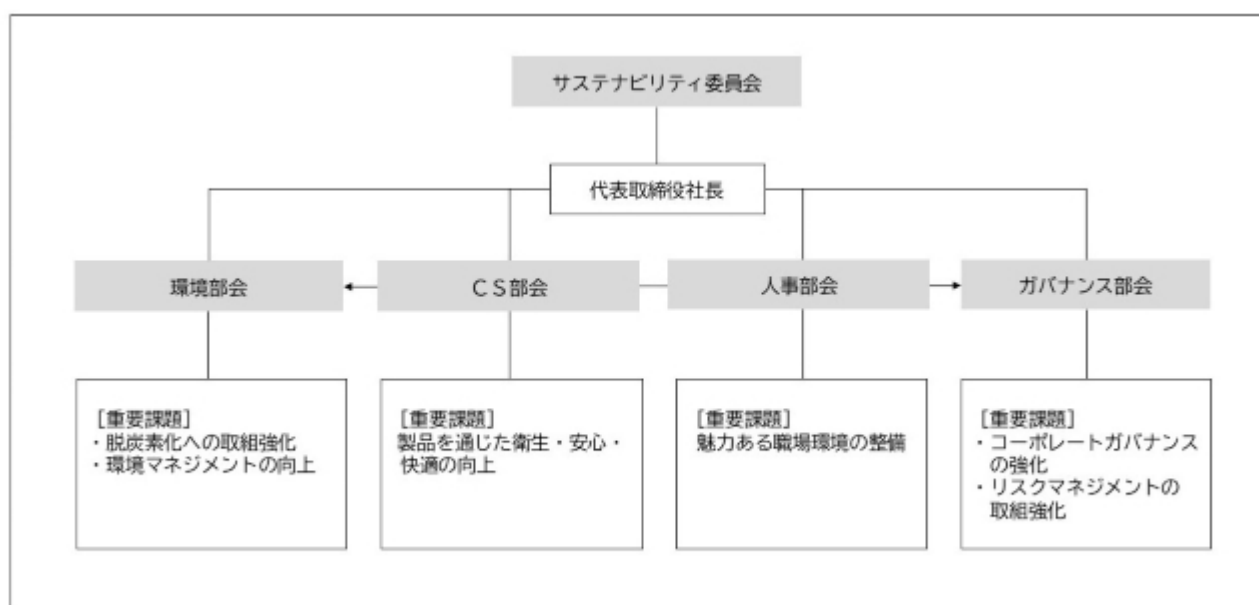 サステナビリティ委員会
代表取締役社長
環境部会
ＣＳ部会
人事部会
ガバナンス部会
［重要課題］
・脱炭素化への取組強化
・環境マネジメントの向上
［重要課題］
製品を通じた衛生・安心・
快適の向上
［重要課題］
魅力ある職場環境の整備
［重要課題］
・コーポレートガバナンス
の強化
・リスクマネジメントの
取組強化